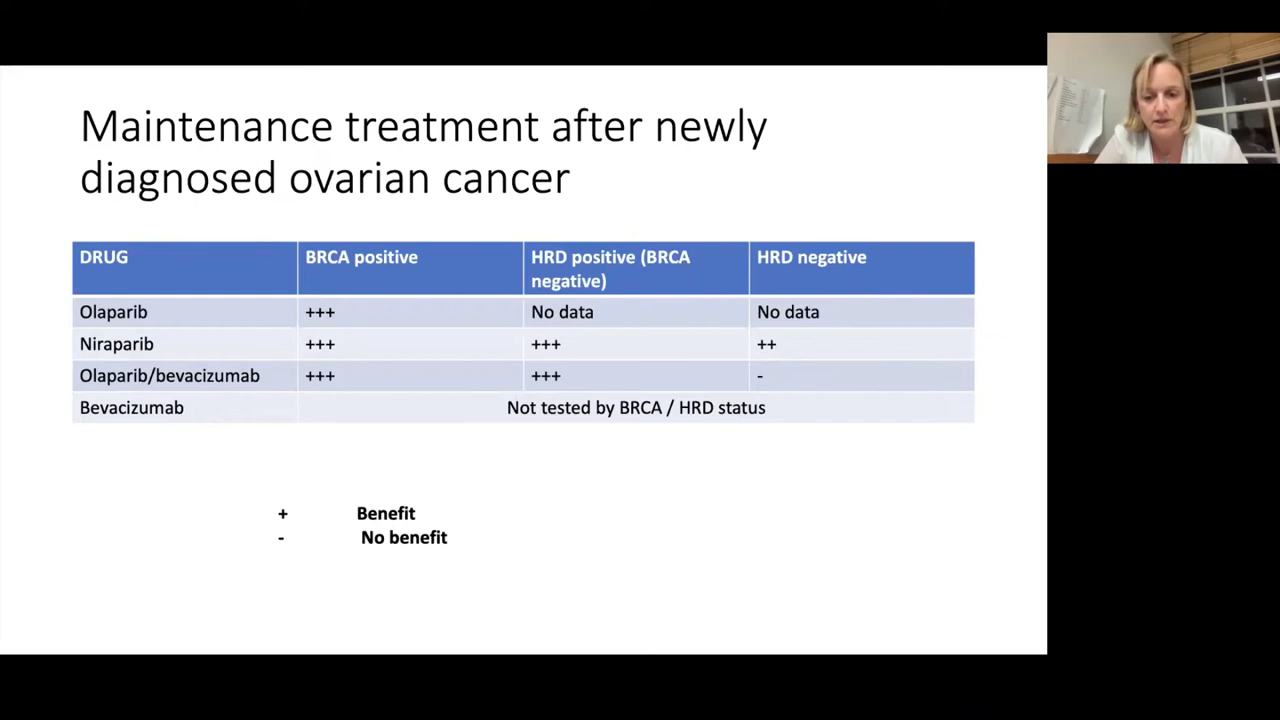 Maintenance treatment after newly
diagnosed ovarian cancer
DRUG BRCA positive HRD positive (BRCA negative) HRD negative
Olaparib +++ No data No data
Niraparib +++ +++ ++
Olaparib/bevacizumab +++ +++ -
Bevacizumab Not tested by BRCA / HRD status
+ Benefit
- No benefit